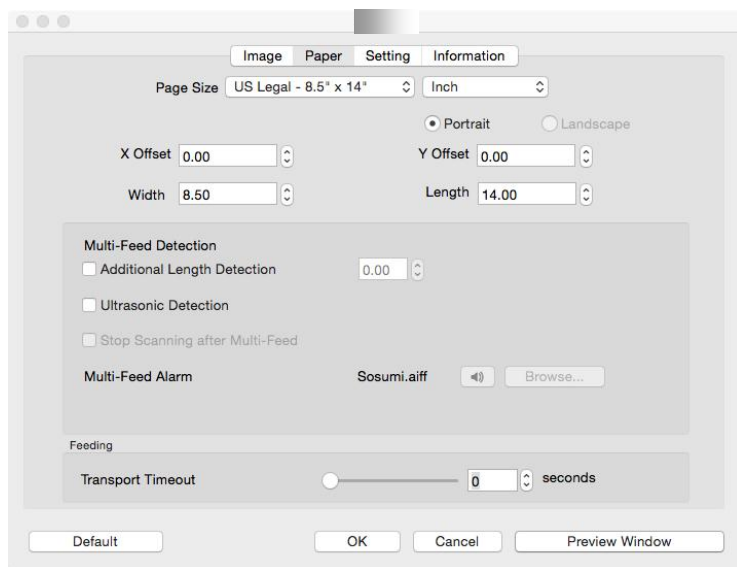 Image Paper Setting Information
Page Size US Legal - 8.5" x 14" Inch
Portrait Landscape
X Offset 0.00 Y Offset 0.00
Width 8.50 Length 14.00
Multi-Feed Detection
Additional Length Detection 0.00
Ultrasonic Detection
Stop Scanning after Multi-Feed
Multi-Feed Alarm Sosumi.aiff Browse...
Feeding
Transport Timeout 0 seconds
Default OK Cancel Preview Window